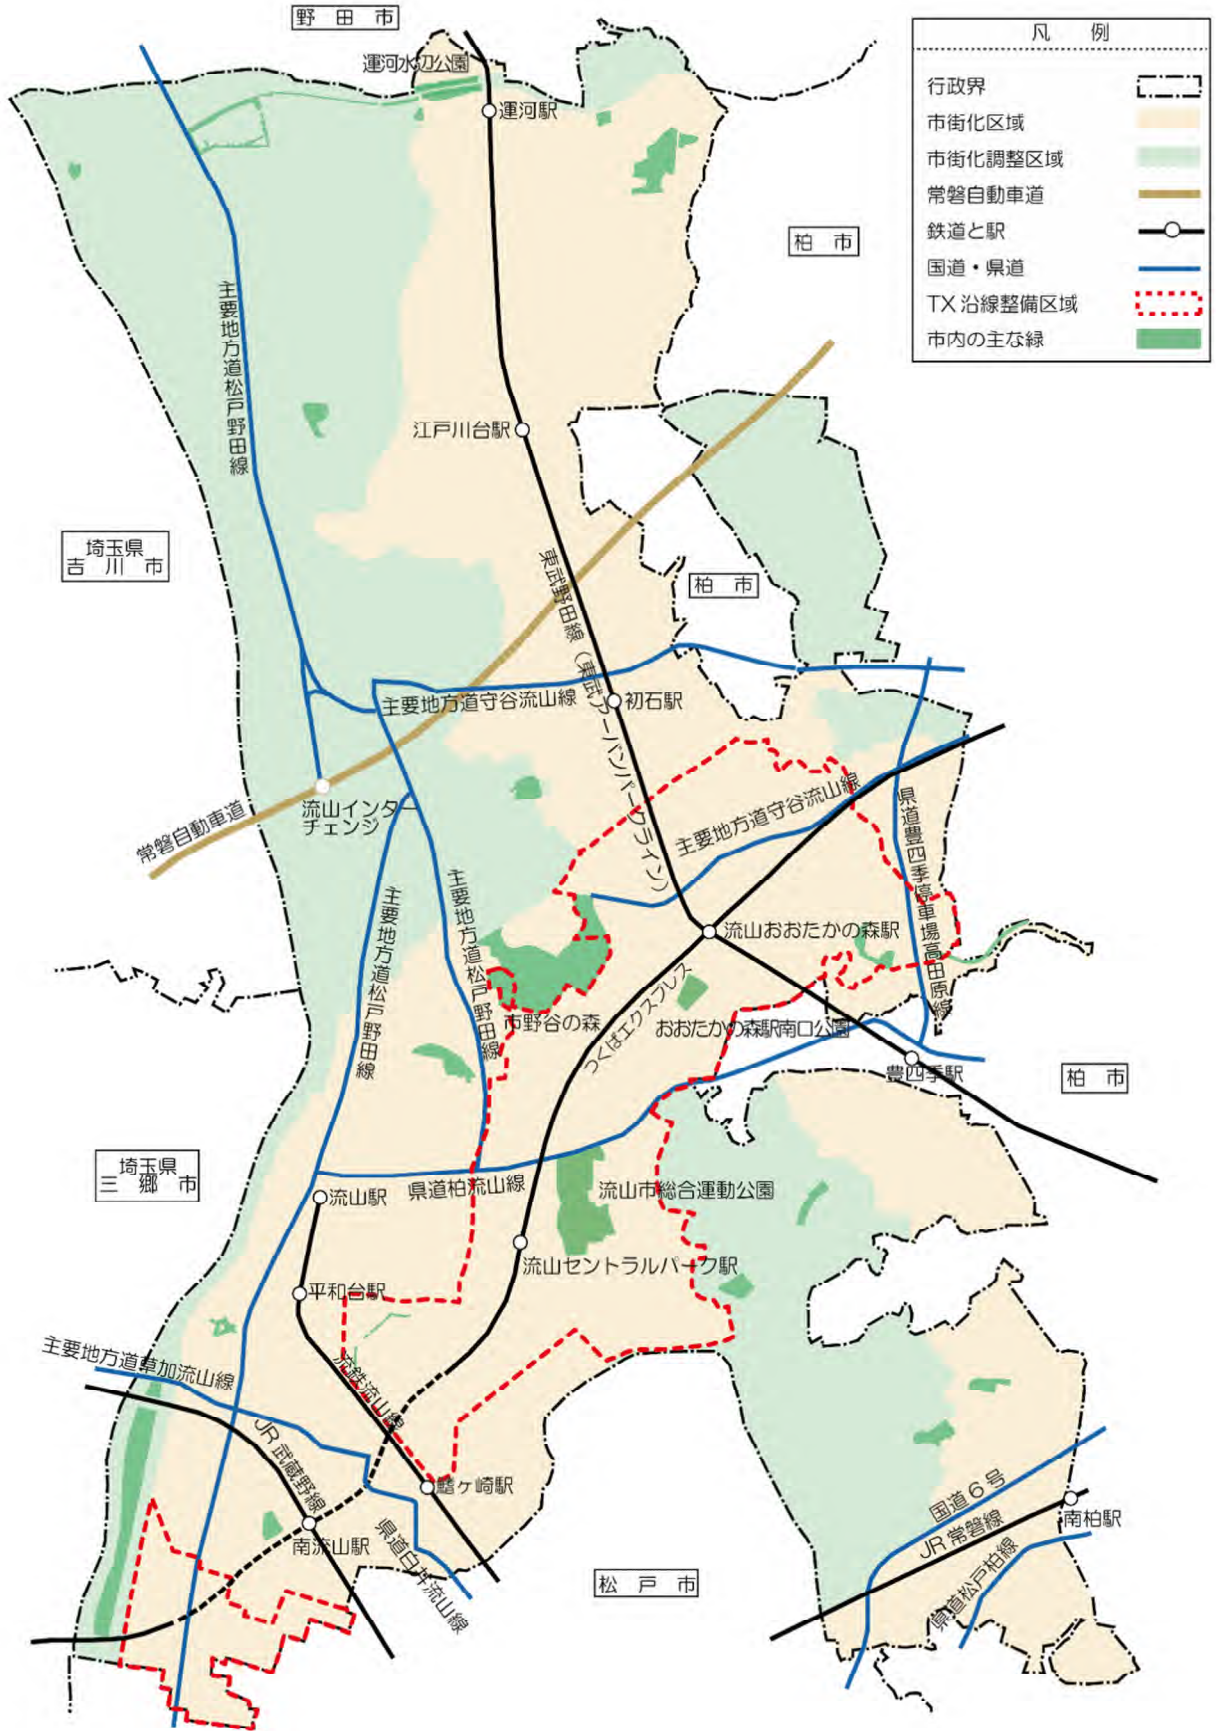 野田市
凡例
行政界
市街化区域
市街化調整区域
常磐自動車道
鉄道と駅
国道・県道
TX沿線整備区域
市内の主な緑
運河水辺公園
運河駅
柏市
主要地方道松戸野田線
江戸川台駅
埼玉県
吉川市
柏市
東武野田線（東武アーバンパークライン）
主要地方道守谷流山線
初石駅
流山インター
チェンジ
常磐自動車道
主要地方道守谷流山線
県道豊四季停車場高田原線
主要地方道松戸野田線
主要地方道松戸野田線
流山おおたかの森駅
市野谷の森
つくばエクスプレス
おおたかの森駅南口公園
豊四季駅
柏市
埼玉県
三郷市
流山駅
県道柏流山線
流山市総合運動公園
流山セントラルパーク駅
平和台駅
主要地方道草加流山線
流鉄流山線
JR武蔵野線
鰭ヶ崎駅
南流山駅
県道白井流山線
松戸市
国道6号
JR常磐線
南柏駅
県道松戸柏線